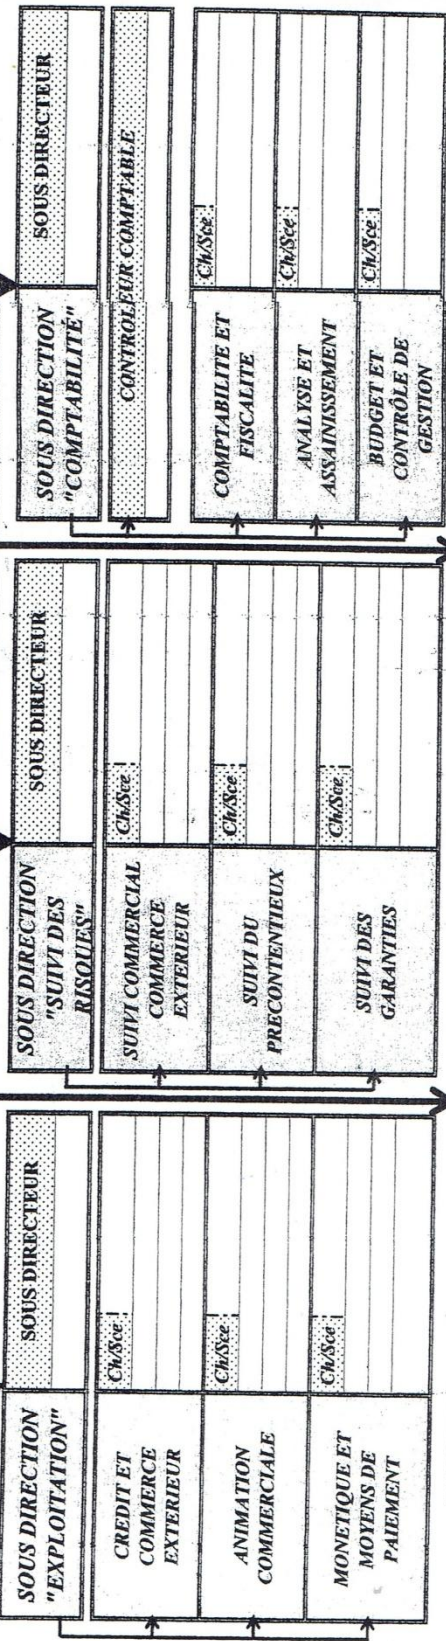 SOUS DIRECTION
"EXPLOITATION"
SOUS DIRECTEUR
CREDIT ET
COMMERCE
EXTERIEUR
Ch/Sce
ANIMATION
COMMERCIALE
Ch/Sce
MONETIQUE ET
MOYENS DE
PAIEMENT
Ch/Sce
SOUS DIRECTION
"SUIVI DES
RISQUES"
SOUS DIRECTEUR
SUIVI COMMERCIAL
COMMERCE
EXTERIEUR
Ch/Sce
SUIVI DU
PRECONTENTIEUX
Ch/Sce
SUIVI DES
GARANTIES
Ch/Sce
SOUS DIRECTION
"COMPTABILITÉ"
SOUS DIRECTEUR
CONTROLEUR COMPTABLE
COMPTABILITE ET
FISCALITE
Ch/Sce
ANALYSE ET
ASSAINISSEMENT
Ch/Sce
BUDGET ET
CONTRÔLE DE
GESTION
Ch/Sce